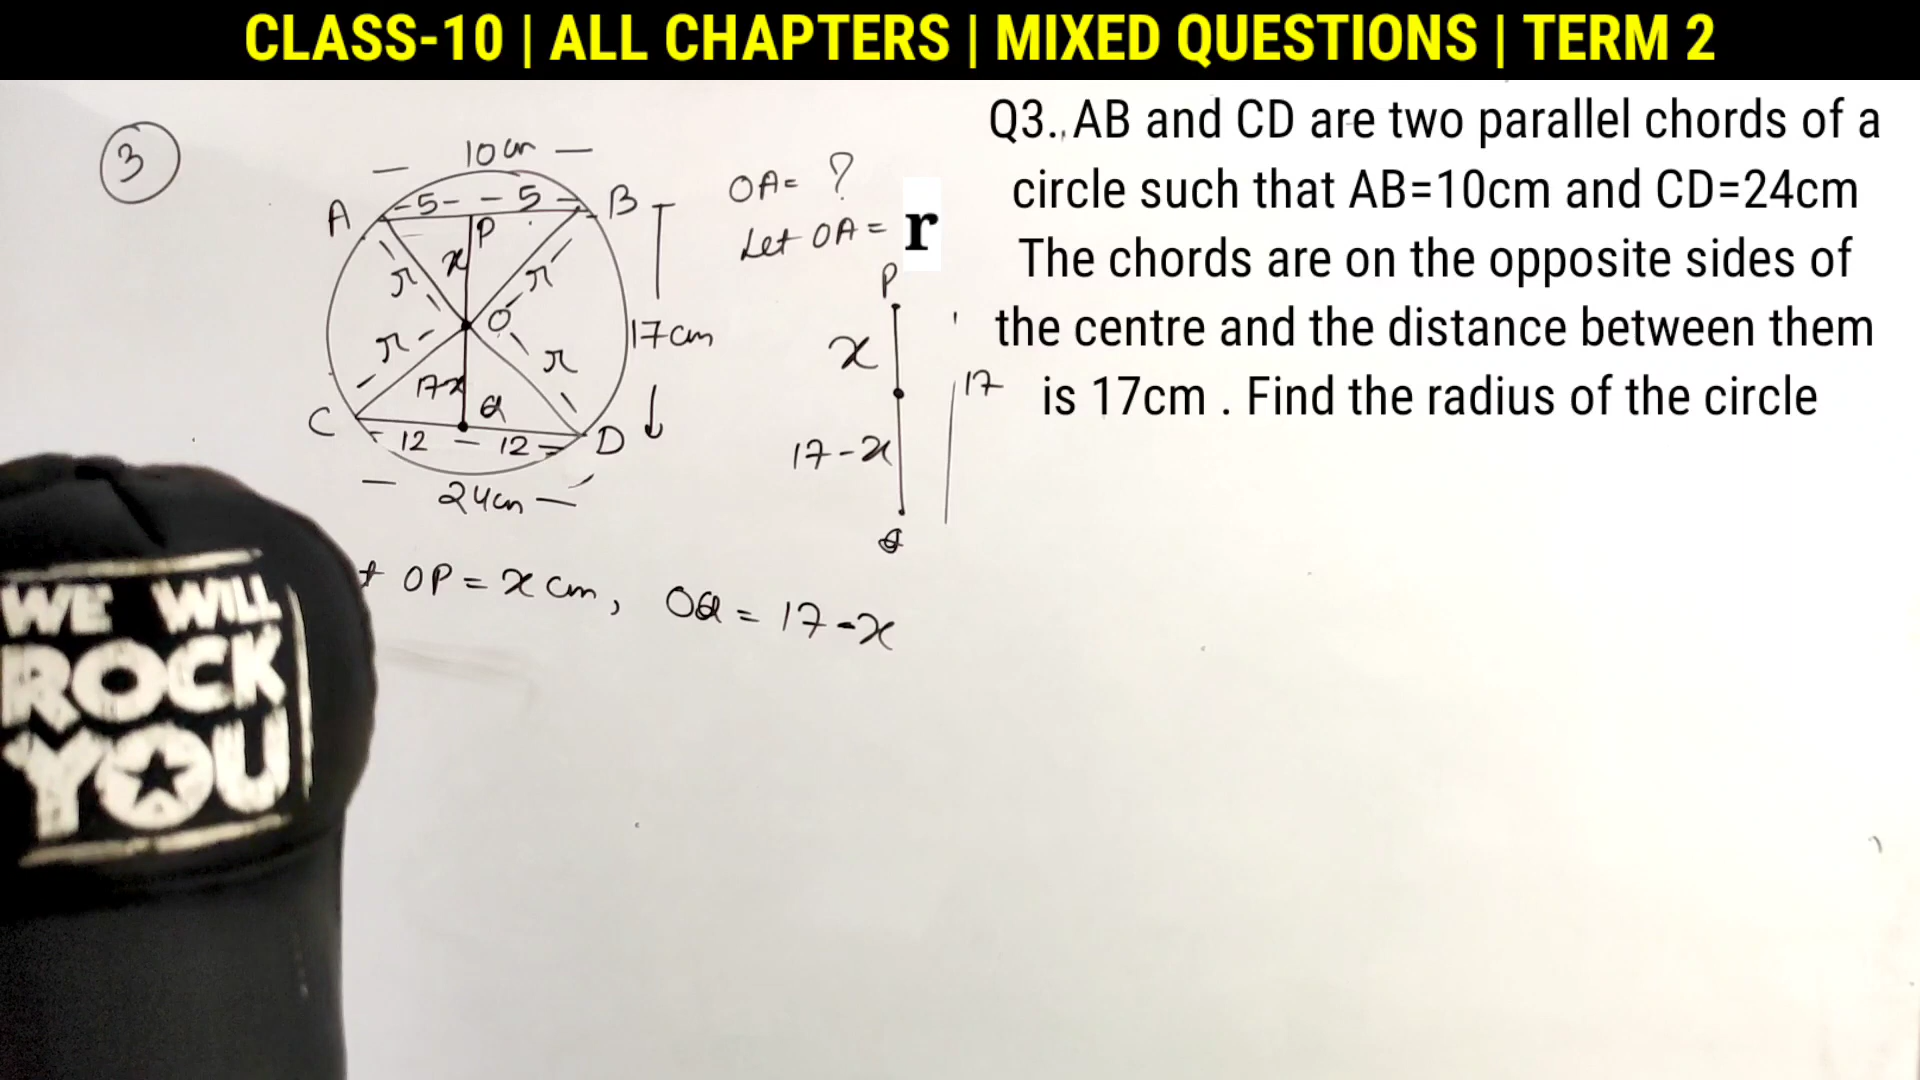 CLASS-10 | ALL CHAPTERS | MIXED QUESTIONS | TERM 2
Q3. AB and CD are two parallel chords of a
circle such that AB=10cm and CD=24cm
The chords are on the opposite sides of
the centre and the distance between them
is 17cm . Find the radius of the circle
3
10cm
A 5 5 B
P
x
r r
O
r r
17cm
17-x
Q
C 12 12 D
24cm
OA = ?
Let OA = r
P
x
17
17-x
Q
OP = x cm, OQ = 17-x
WE WILL
ROCK
YOU